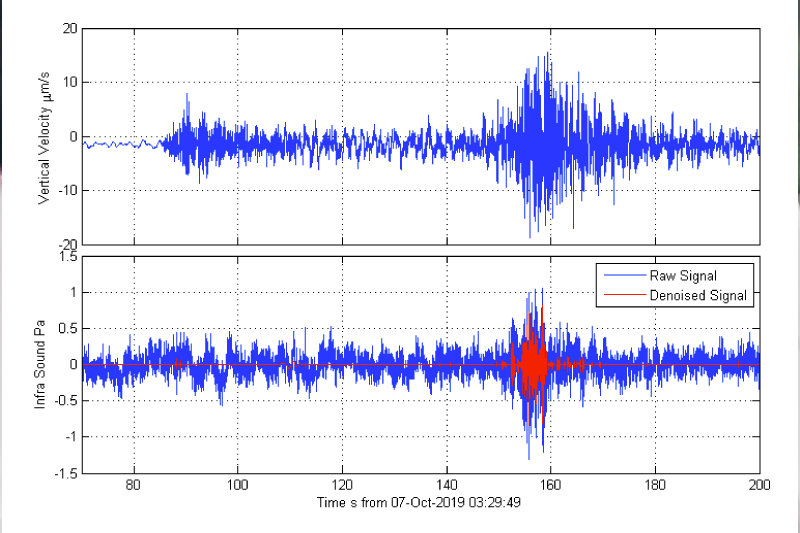 20
10
0
-10
-20
Vertical Velocity μm/s
1.5
1
0.5
0
-0.5
-1
-1.5
Infra Sound Pa
Raw Signal
Denoised Signal
80 100 120 140 160 180 200
Time s from 07-Oct-2019 03:29:49